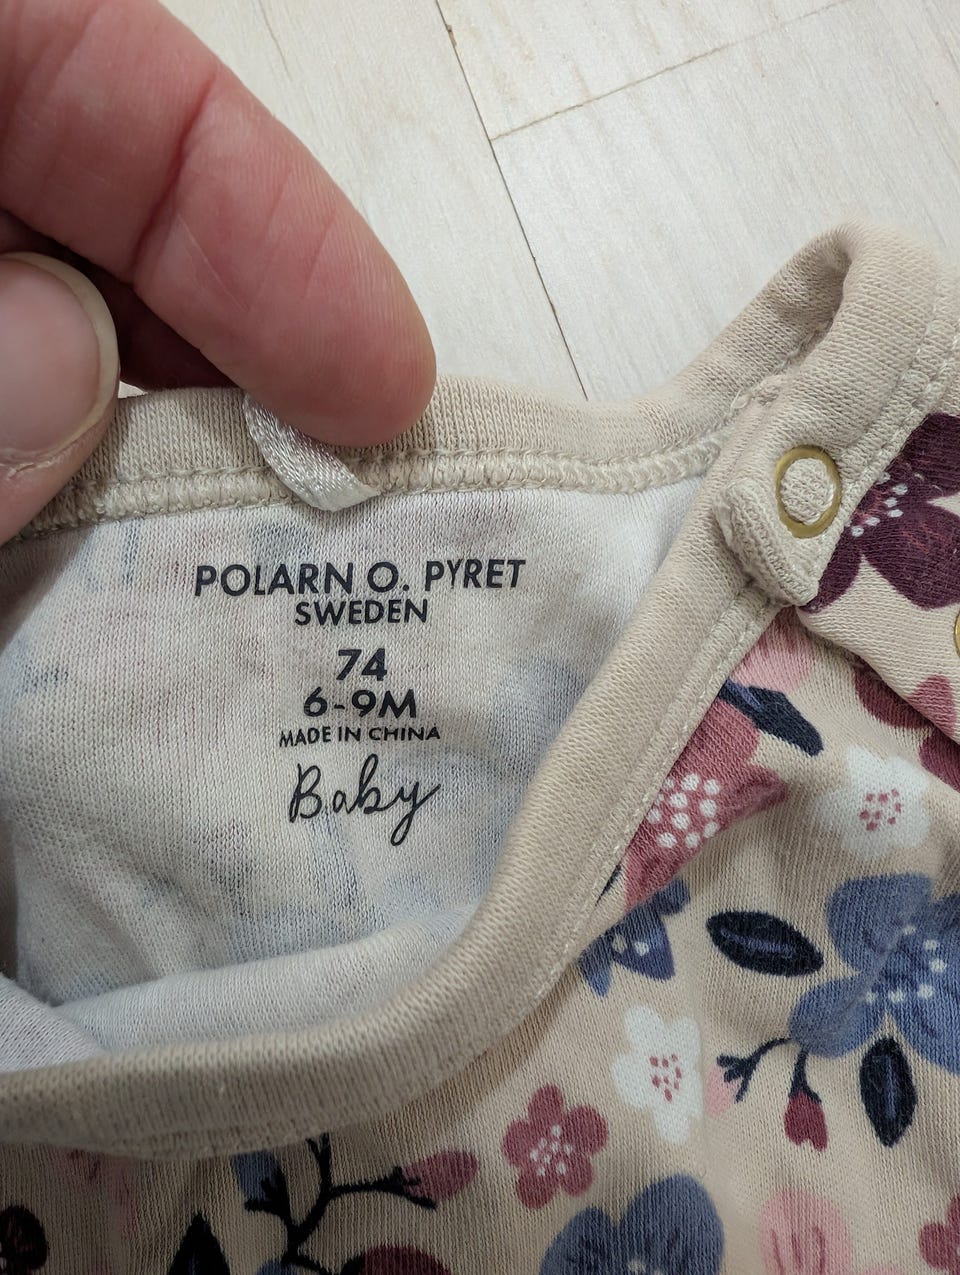 POLARN O. PYRET
SWEDEN
74
6-9M
MADE IN CHINA
Baby